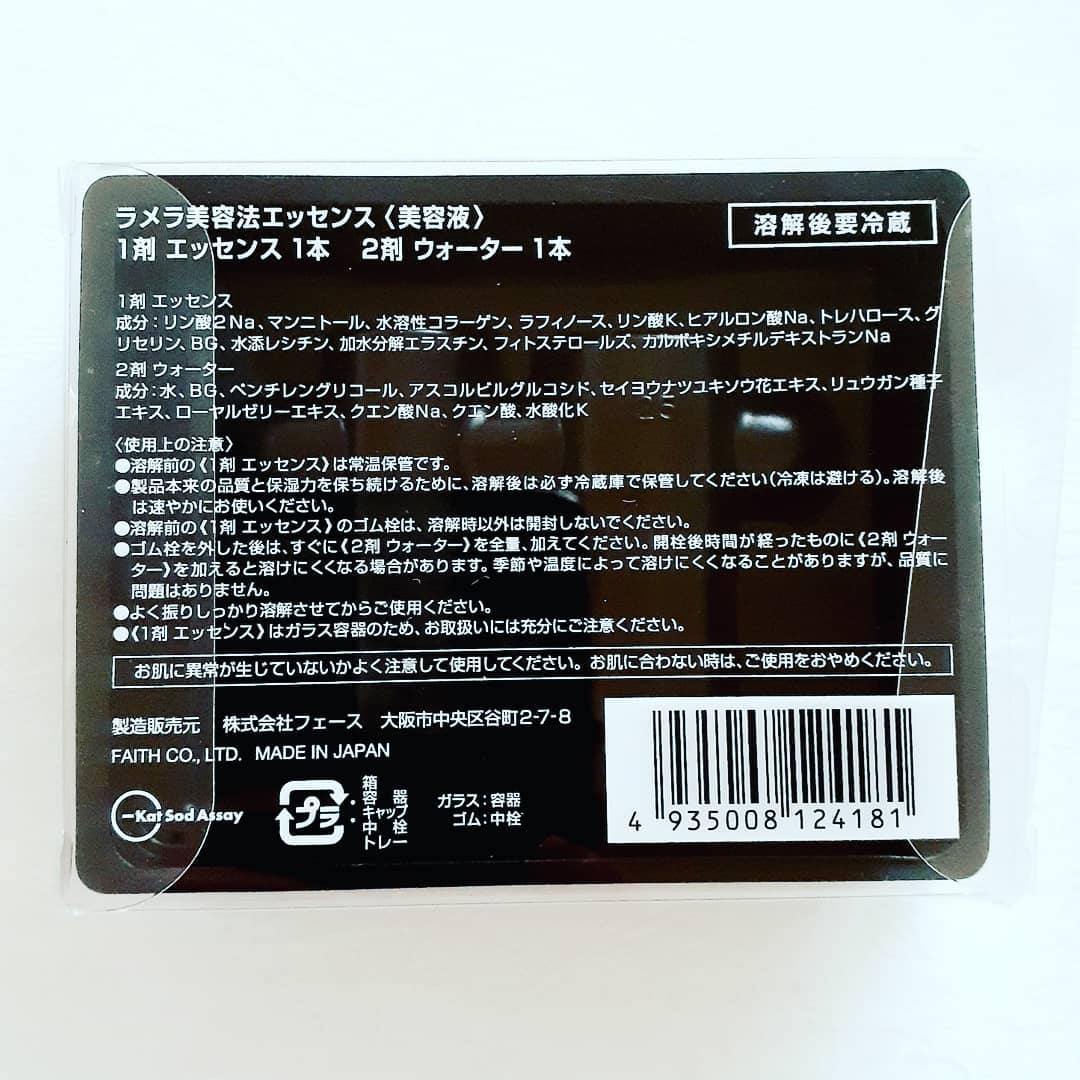 ラメラ美容法エッセンス〈美容液〉
1剤 エッセンス 1本　2剤 ウォーター 1本
溶解後要冷蔵
1剤 エッセンス
成分：リン酸2Na、マンニトール、水溶性コラーゲン、ラフィノース、リン酸K、ヒアルロン酸Na、トレハロース、グ
リセリン、BG、水添レシチン、加水分解エラスチン、フィトステロールズ、カルボキシメチルデキストランNa
2剤 ウォーター
成分：水、BG、ペンチレングリコール、アスコルビルグルコシド、セイヨウナツユキソウ花エキス、リュウガン種子
エキス、ローヤルゼリーエキス、クエン酸Na、クエン酸、水酸化K
〈使用上の注意〉
●溶解前の《1剤 エッセンス》は常温保管です。
●製品本来の品質と保湿力を保ち続けるために、溶解後は必ず冷蔵庫で保管してください（冷凍は避ける）。溶解後
は速やかにお使いください。
●溶解前の《1剤 エッセンス》のゴム栓は、溶解時以外は開封しないでください。
●ゴム栓を外した後は、すぐに《2剤 ウォーター》を全量、加えてください。開栓後時間が経ったものに《2剤 ウォー
ター》を加えると溶けにくくなる場合があります。季節や温度によって溶けにくくなることがありますが、品質に
問題はありません。
●よく振りしっかり溶解させてからご使用ください。
●《1剤 エッセンス》はガラス容器のため、お取扱いには充分にご注意ください。
お肌に異常が生じていないかよく注意して使用してください。お肌に合わない時は、ご使用をおやめください。
製造販売元　株式会社フェース　大阪市中央区谷町2-7-8
FAITH CO., LTD. MADE IN JAPAN
Kat Sod Assay
プラ
箱
容器
キャップ
中栓
トレー
ガラス：容器
ゴム：中栓
4 935008 124181